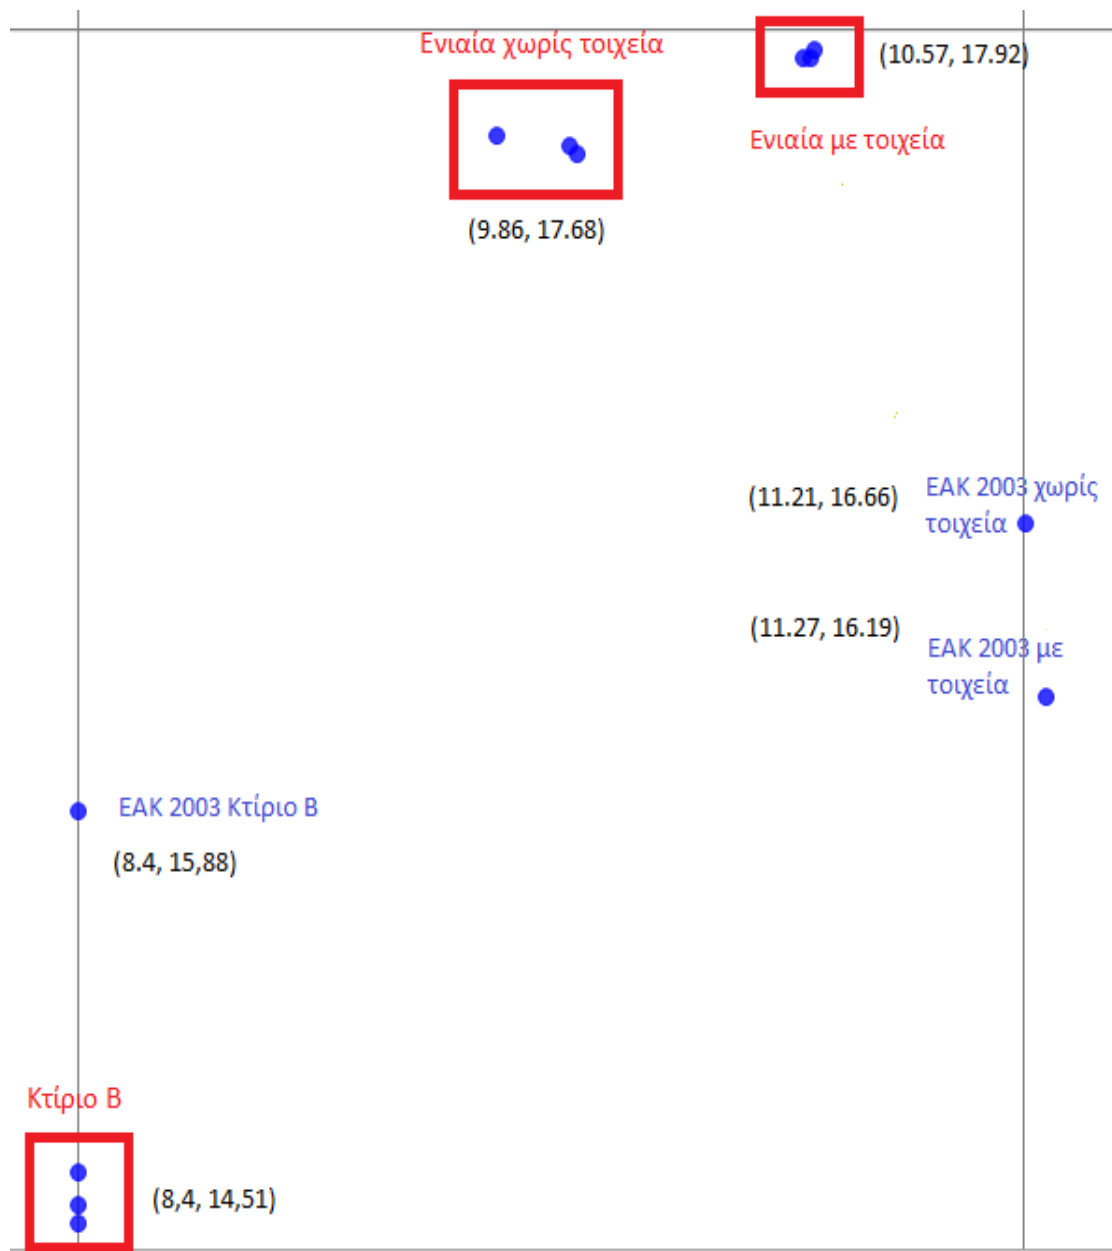 Ενιαία χωρίς τοιχεία
(10.57, 17.92)
Ενιαία με τοιχεία
(9.86, 17.68)
(11.21, 16.66)
ΕΑΚ 2003 χωρίς
τοιχεία
(11.27, 16.19)
ΕΑΚ 2003 με
τοιχεία
ΕΑΚ 2003 Κτίριο Β
(8.4, 15,88)
Κτίριο Β
(8,4, 14,51)